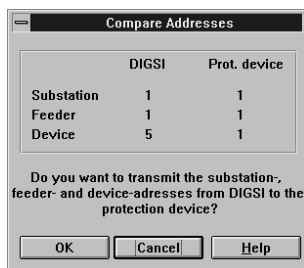 Compare Addresses
DIGSI Prot. device
Substation 1 1
Feeder 1 1
Device 5 1
Do you want to transmit the substation-,
feeder- and device-adresses from DIGSI to the
protection device?
OK Cancel Help